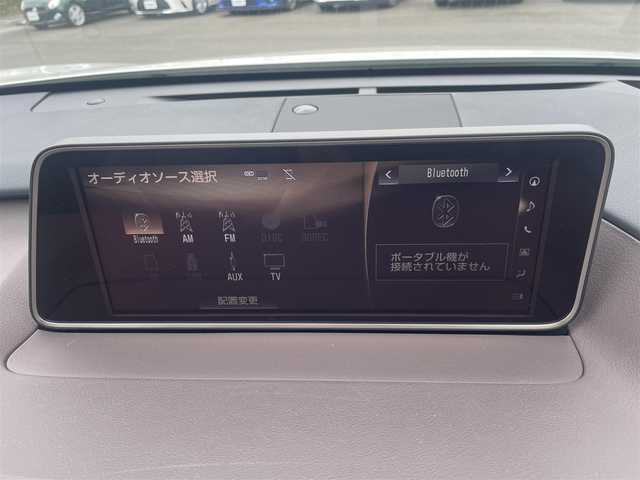 オーディオソース選択
Bluetooth
Bluetooth
AM
FM
DISC
AUX
TV
ポータブル機が
接続されていません
配置変更